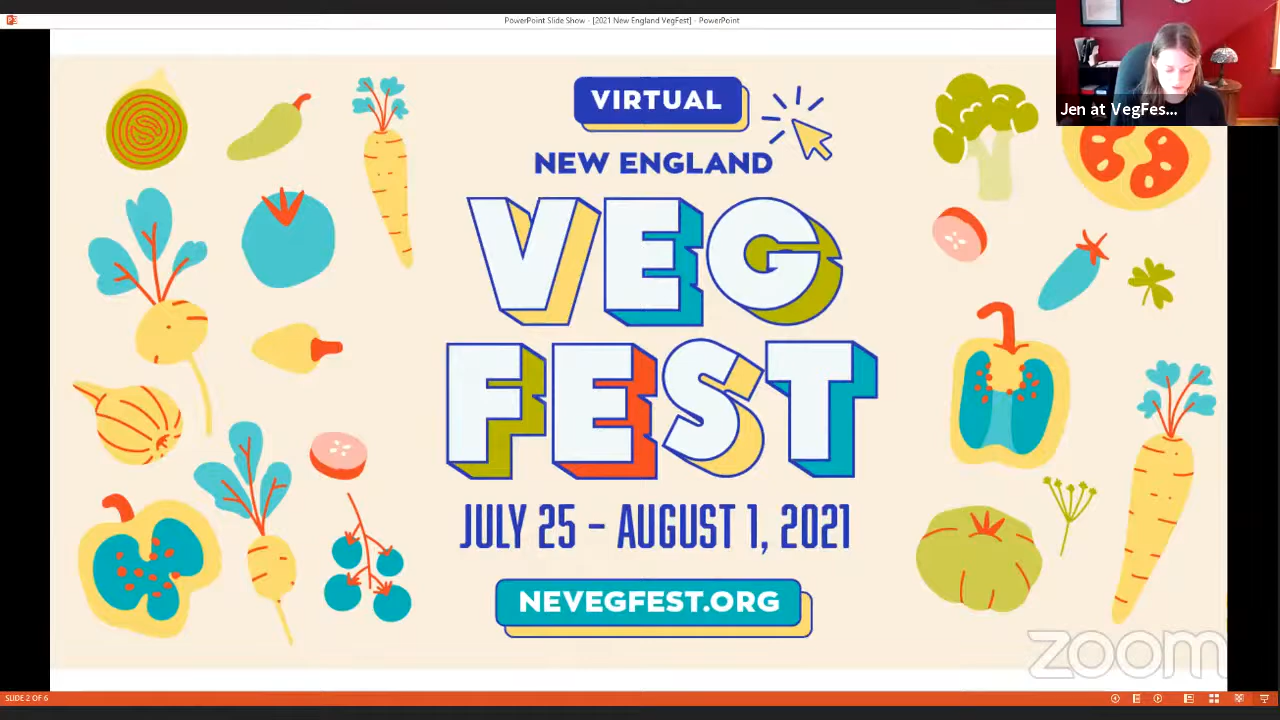 PowerPoint Slide Show - [2021 New England VegFest] - PowerPoint
Jen at VegFes...
VIRTUAL
NEW ENGLAND
VEG
FEST
JULY 25 - AUGUST 1, 2021
NEVEGFEST.ORG
zoom
SLIDE 2 OF 6